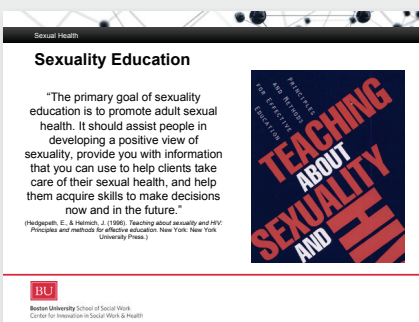 Sexual Health
Sexuality Education
“The primary goal of sexuality
education is to promote adult sexual
health. It should assist people in
developing a positive view of
sexuality, provide you with information
that you can use to help clients take
care of their sexual health, and help
them acquire skills to make decisions
now and in the future.”
(Hedgepeth, E., & Helmich, J. (1996). Teaching about sexuality and HIV:
Principles and methods for effective education. New York: New York
University Press.)
PRINCIPLES
AND METHODS
FOR EFFECTIVE
EDUCATION
TEACHING
ABOUT
SEXUALITY
AND HIV
BU
Boston University School of Social Work
Center for Innovation in Social Work & Health